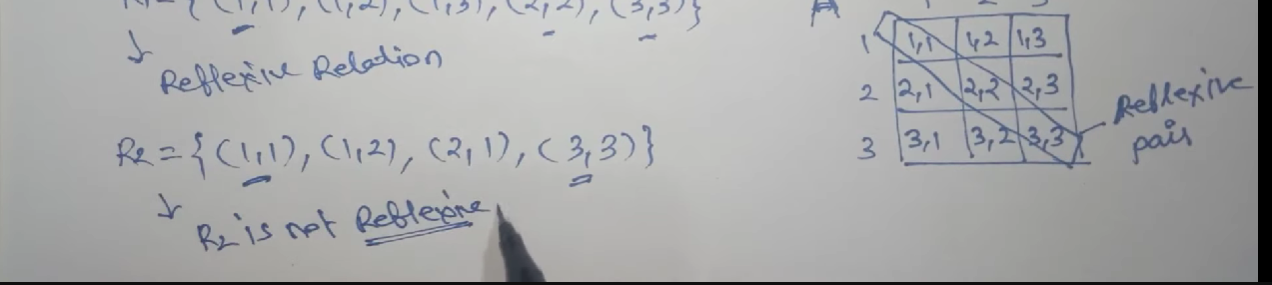 R1 = { (1,1), (1,2), (1,3), (2,2), (3,3) }
↓
Reflexive Relation
R2 = { (1,1), (1,2), (2,1), (3,3) }
↓
R2 is not Reflexive
A
1 1,1 1,2 1,3
2 2,1 2,2 2,3
3 3,1 3,2 3,3
Reflexive
pair